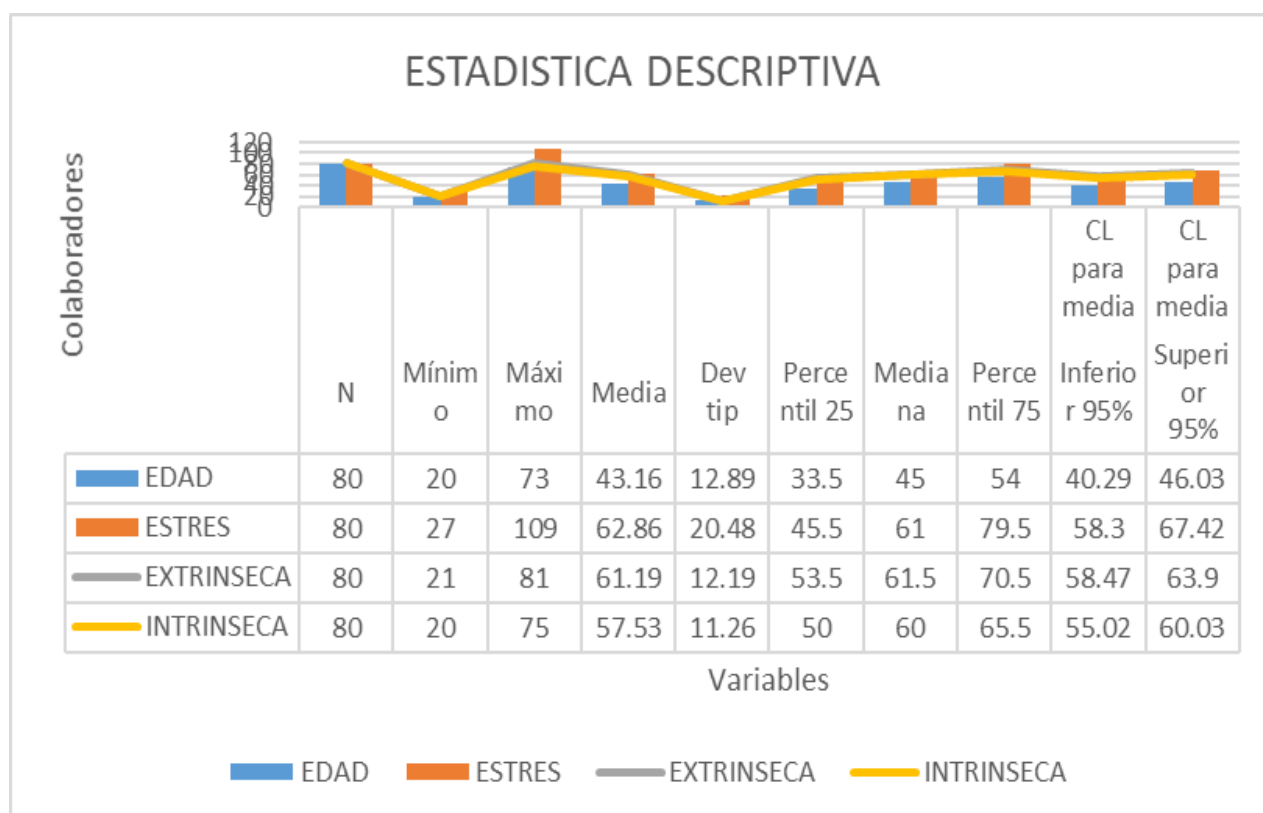 ESTADISTICA DESCRIPTIVA
120
100
80
60
40
20
0
Colaboradores
N
Mínim
o
Máxi
mo
Media
Dev
tip
Perce
ntil 25
Media
na
Perce
ntil 75
CL
para
media
Inferio
r 95%
CL
para
media
Superi
or
95%
EDAD 80 20 73 43.16 12.89 33.5 45 54 40.29 46.03
ESTRES 80 27 109 62.86 20.48 45.5 61 79.5 58.3 67.42
EXTRINSECA 80 21 81 61.19 12.19 53.5 61.5 70.5 58.47 63.9
INTRINSECA 80 20 75 57.53 11.26 50 60 65.5 55.02 60.03
Variables
EDAD ESTRES EXTRINSECA INTRINSECA